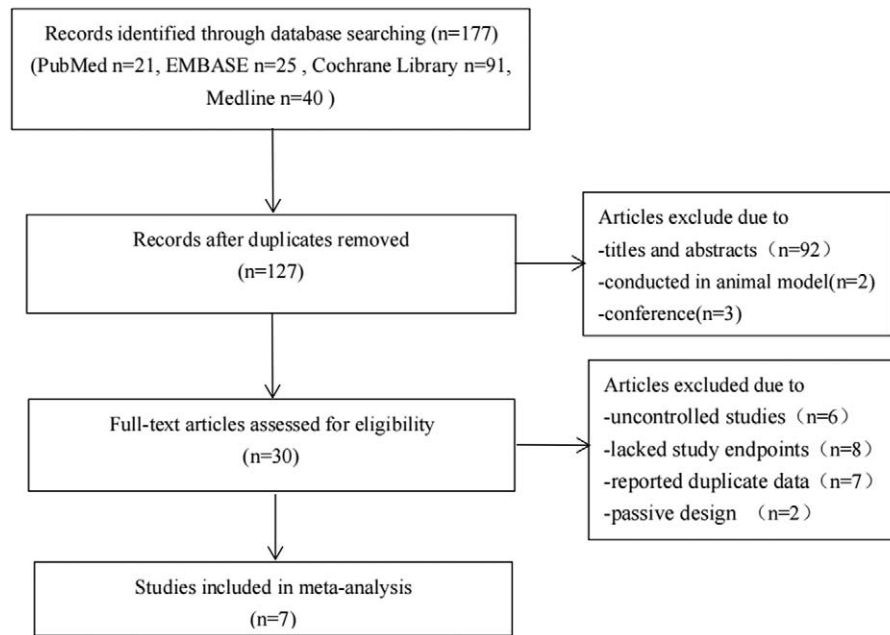 Records identified through database searching (n=177)
(PubMed n=21, EMBASE n=25 , Cochrane Library n=91,
Medline n=40 )
Records after duplicates removed
(n=127)
Articles exclude due to
-titles and abstracts（n=92）
-conducted in animal model(n=2)
-conference(n=3)
Full-text articles assessed for eligibility
(n=30)
Articles excluded due to
-uncontrolled studies（n=6）
-lacked study endpoints（n=8）
-reported duplicate data（n=7）
-passive design （n=2）
Studies included in meta-analysis
(n=7)